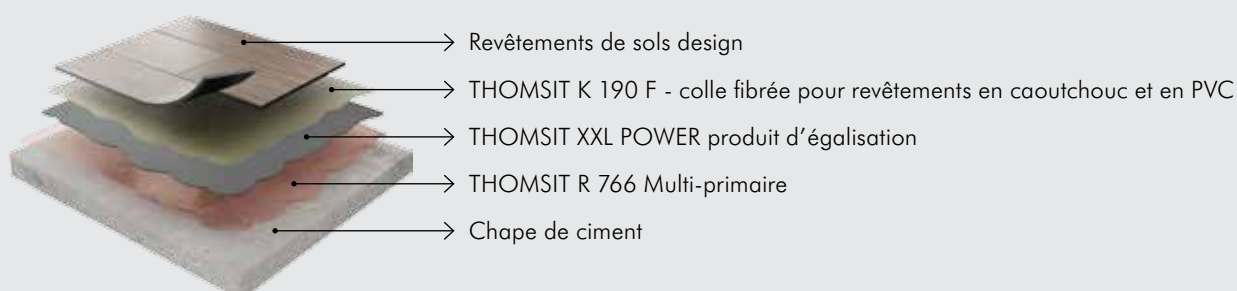 Revêtements de sols design
THOMSIT K 190 F - colle fibrée pour revêtements en caoutchouc et en PVC
THOMSIT XXL POWER produit d’égalisation
THOMSIT R 766 Multi-primaire
Chape de ciment